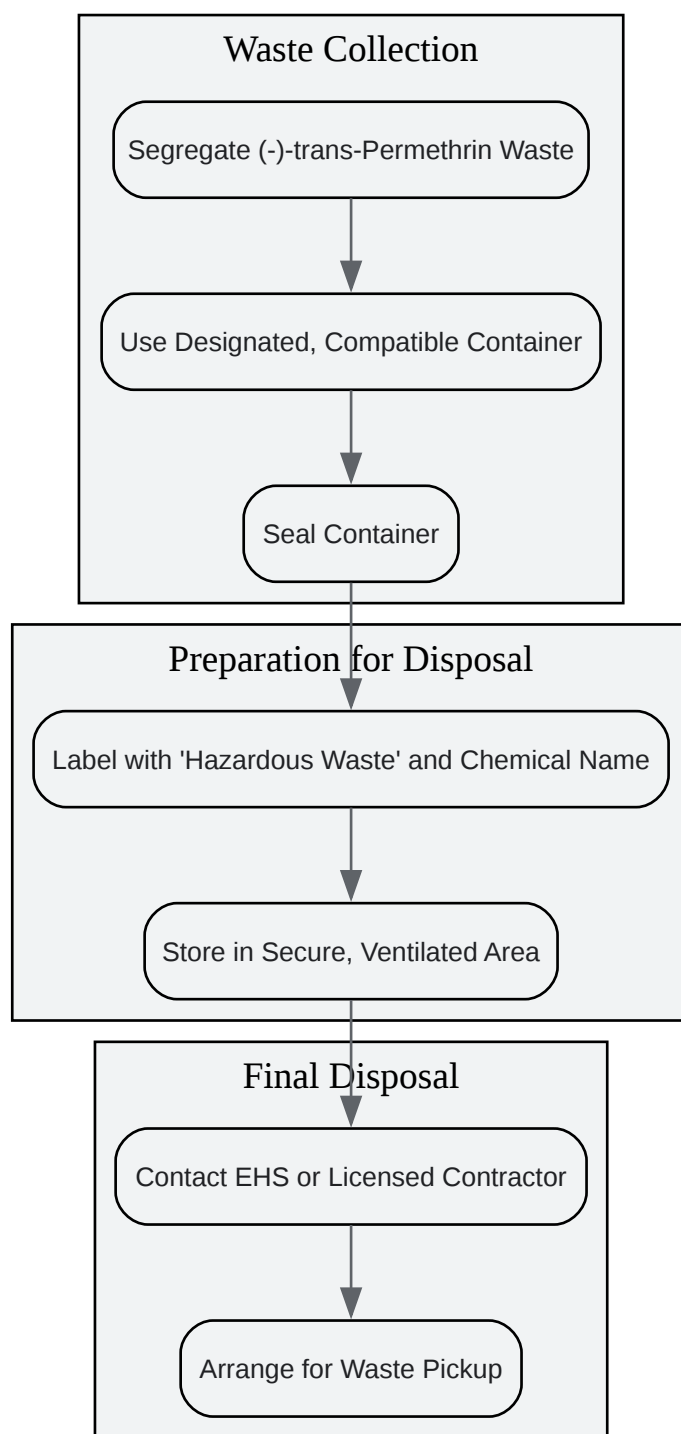 Waste Collection
Segregate (-)-trans-Permethrin Waste
Use Designated, Compatible Container
Seal Container
Preparation for Disposal
Label with 'Hazardous Waste' and Chemical Name
Store in Secure, Ventilated Area
Final Disposal
Contact EHS or Licensed Contractor
Arrange for Waste Pickup